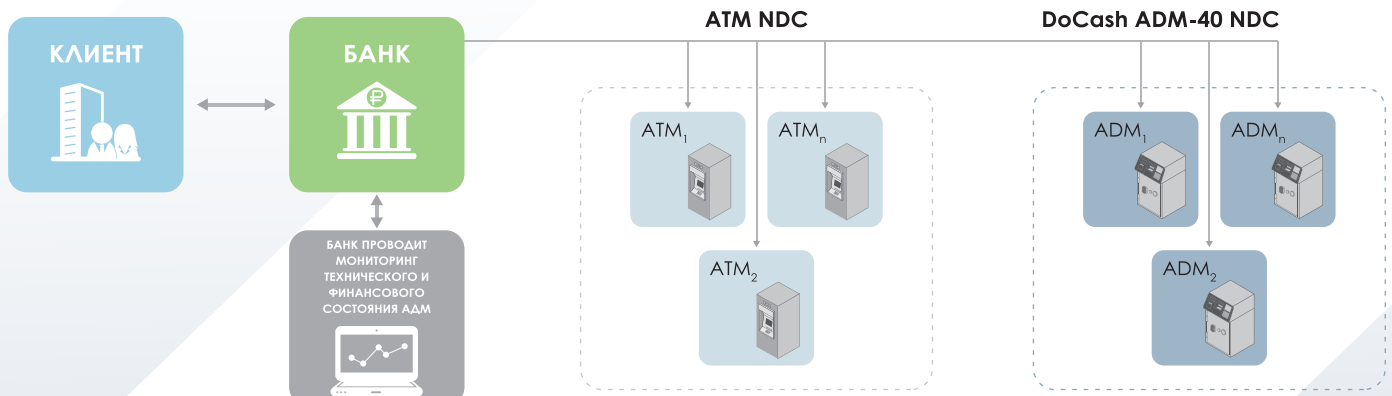 КЛИЕНТ
БАНК
₽
БАНК ПРОВОДИТ
МОНИТОРИНГ
ТЕХНИЧЕСКОГО И
ФИНАНСОВОГО
СОСТОЯНИЯ АДМ
ATM NDC
ATM1
ATMn
ATM2
DoCash ADM-40 NDC
ADM1
ADMn
ADM2